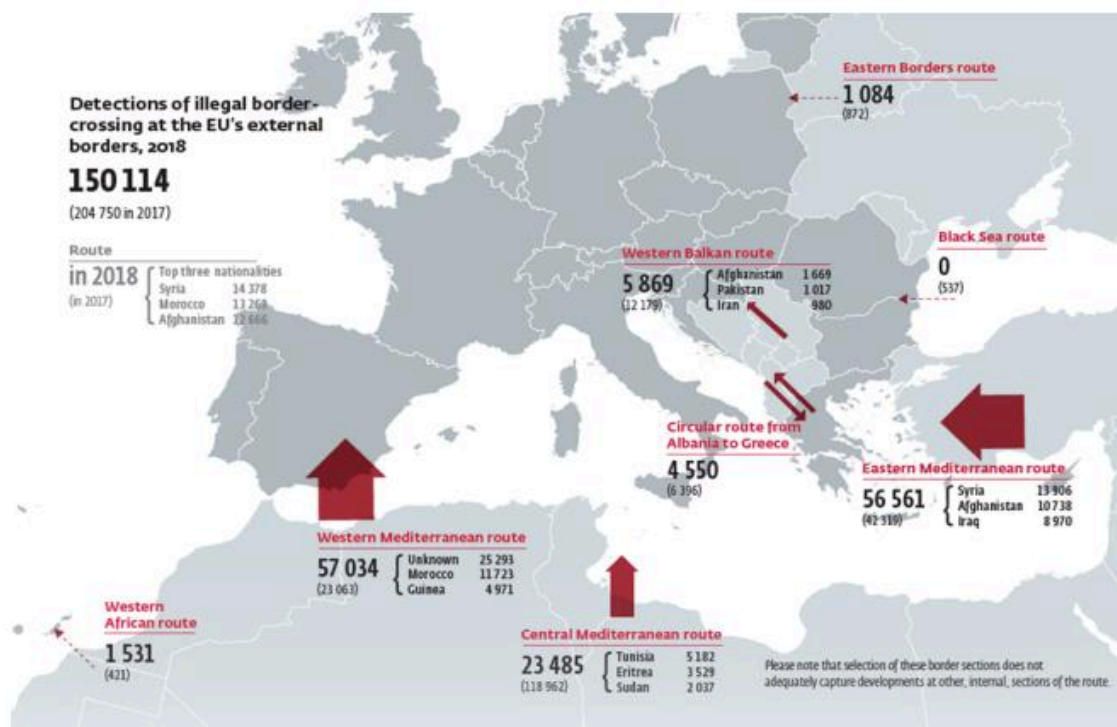 Detections of illegal border-
crossing at the EU's external
borders, 2018
150 114
(204 750 in 2017)
Route
in 2018
(in 2017)
Top three nationalities
Syria 14 378
Morocco 13 269
Afghanistan 12 666
Eastern Borders route
1 084
(872)
Black Sea route
0
(537)
Western Balkan route
5 869
(12 179)
Afghanistan 1 669
Pakistan 1 017
Iran 980
Circular route from
Albania to Greece
4 550
(6 396)
Eastern Mediterranean route
56 561
(42 319)
Syria 13 906
Afghanistan 10 738
Iraq 8 970
Western Mediterranean route
57 034
(23 063)
Unknown 25 293
Morocco 11 723
Guinea 4 971
Western
African route
1 531
(421)
Central Mediterranean route
23 485
(118 962)
Tunisia 5 182
Eritrea 3 529
Sudan 2 037
Please note that selection of these border sections does not
adequately capture developments at other, internal, sections of the route.